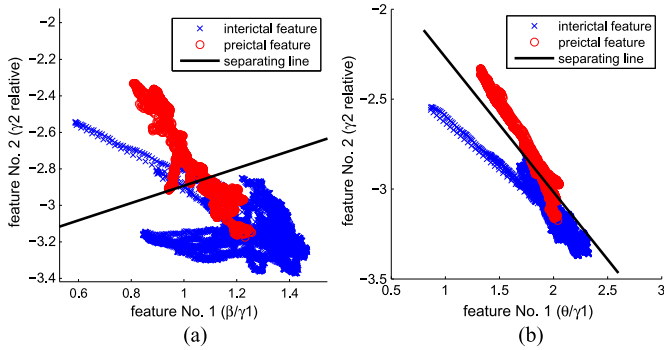 −2
−2.2
−2.4
−2.6
−2.8
−3
−3.2
−3.4
0.6
0.8
1
1.2
1.4
feature No. 2 (γ2 relative)
feature No. 1 (β/γ1)
interictal feature
preictal feature
separating line
(a)
−2
−2.5
−3
−3.5
0.5
1
1.5
2
2.5
3
feature No. 2 (γ2 relative)
feature No. 1 (θ/γ1)
interictal feature
preictal feature
separating line
(b)